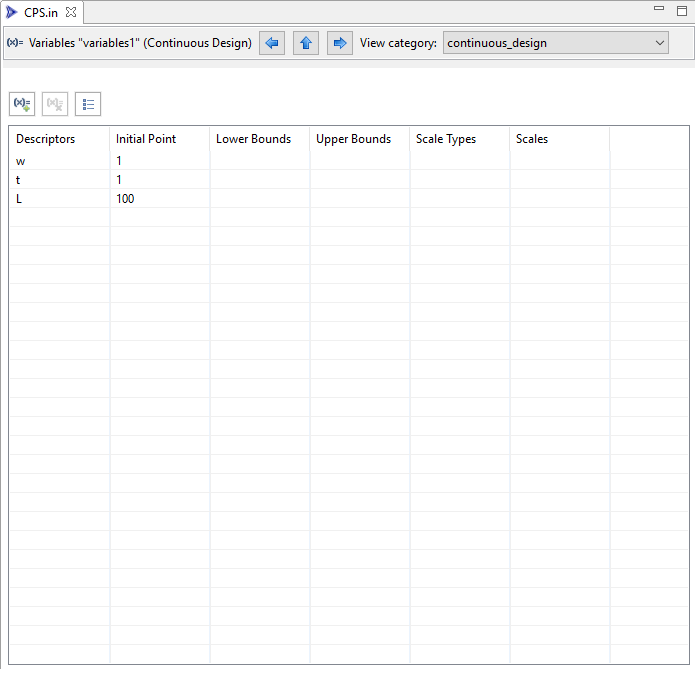 CPS.in
(x)= Variables "variables1" (Continuous Design) View category: continuous_design
(x)= (x)=
Descriptors Initial Point Lower Bounds Upper Bounds Scale Types Scales
w 1
t 1
L 100